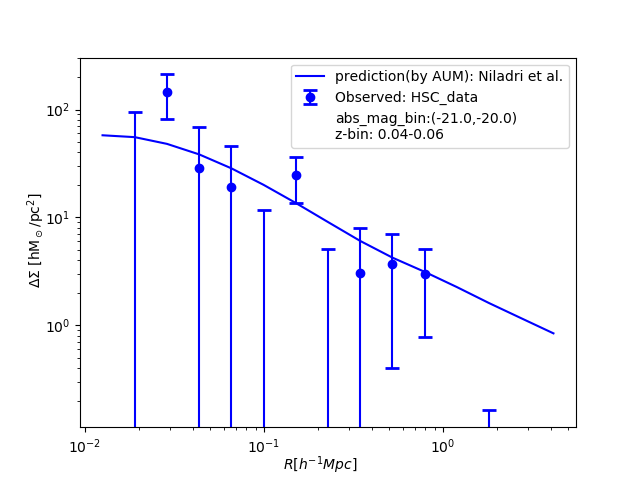 prediction(by AUM): Niladri et al.
Observed: HSC_data
abs_mag_bin:(-21.0,-20.0)
z-bin: 0.04-0.06
ΔΣ [hM⊙/pc²]
10²
10¹
10⁰
10⁻² 10⁻¹ 10⁰
R[h⁻¹Mpc]